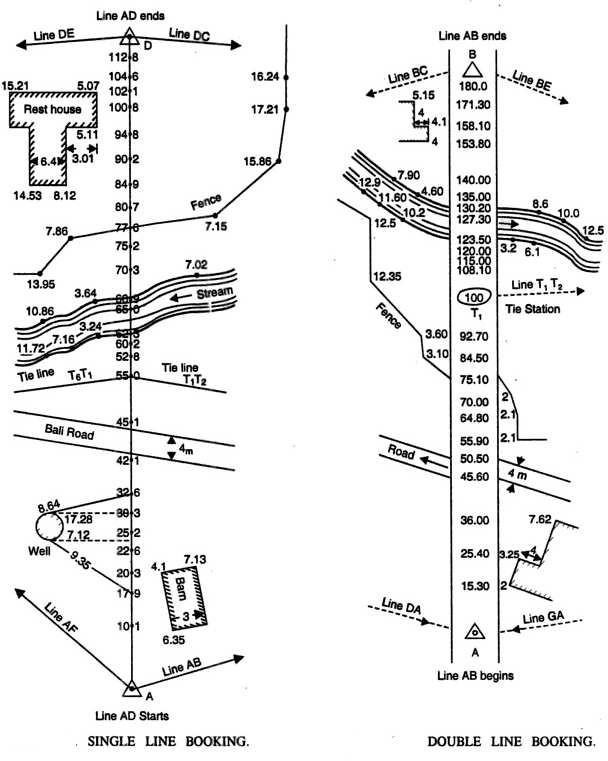 Line AD ends
Line DE
Line DC
D
112.8
104.6
16.24
15.21
5.07
102.1
Rest house
100.8
17.21
5.11
94.8
6.4
3.01
90.2
15.86
14.53
8.12
84.9
80.7
Fence
7.15
77.6
7.86
75.2
70.3
7.02
13.95
3.64
66.9
Stream
10.86
65.0
3.24
11.72
7.16
60.2
52.8
Tie line
T6T1
Tie line
T1T2
55.0
45.1
Bali Road
4m
42.1
32.6
8.64
30.3
17.28
7.12
25.2
Well
22.6
9.35
20.3
4.1
7.13
17.9
Barn
3
10.1
6.35
Line AF
Line AB
A
Line AD Starts
SINGLE LINE BOOKING.
Line AB ends
B
Line BC
Line BE
180.0
5.15
171.30
4
4.1
158.10
4
153.80
7.90
12.9
140.00
4.60
135.00
11.60
8.6
130.20
10.2
10.0
127.30
12.5
12.5
123.50
3.2
6.1
120.00
115.00
108.10
12.35
Line T1 T2
100
T1
Tie Station
Fence
3.60
92.70
3.10
84.50
75.10
70.00
2
64.80
2.1
55.90
2.1
Road
50.50
4 m
45.60
36.00
7.62
25.40
3.25
4
15.30
2
Line DA
Line GA
A
Line AB begins
DOUBLE LINE BOOKING.